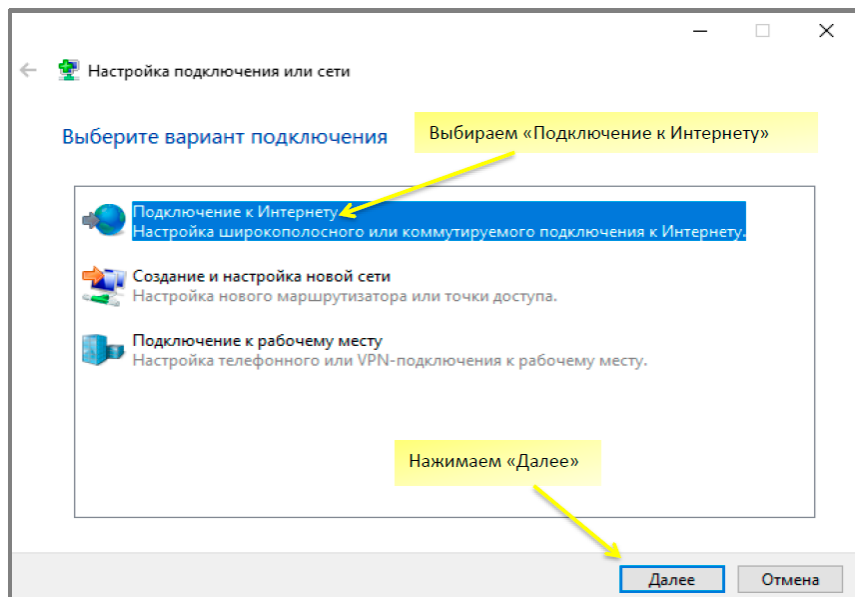 Настройка подключения или сети
Выберите вариант подключения
Выбираем «Подключение к Интернету»
Подключение к Интернету
Настройка широкополосного или коммутируемого подключения к Интернету.
Создание и настройка новой сети
Настройка нового маршрутизатора или точки доступа.
Подключение к рабочему месту
Настройка телефонного или VPN-подключения к рабочему месту.
Нажимаем «Далее»
Далее
Отмена